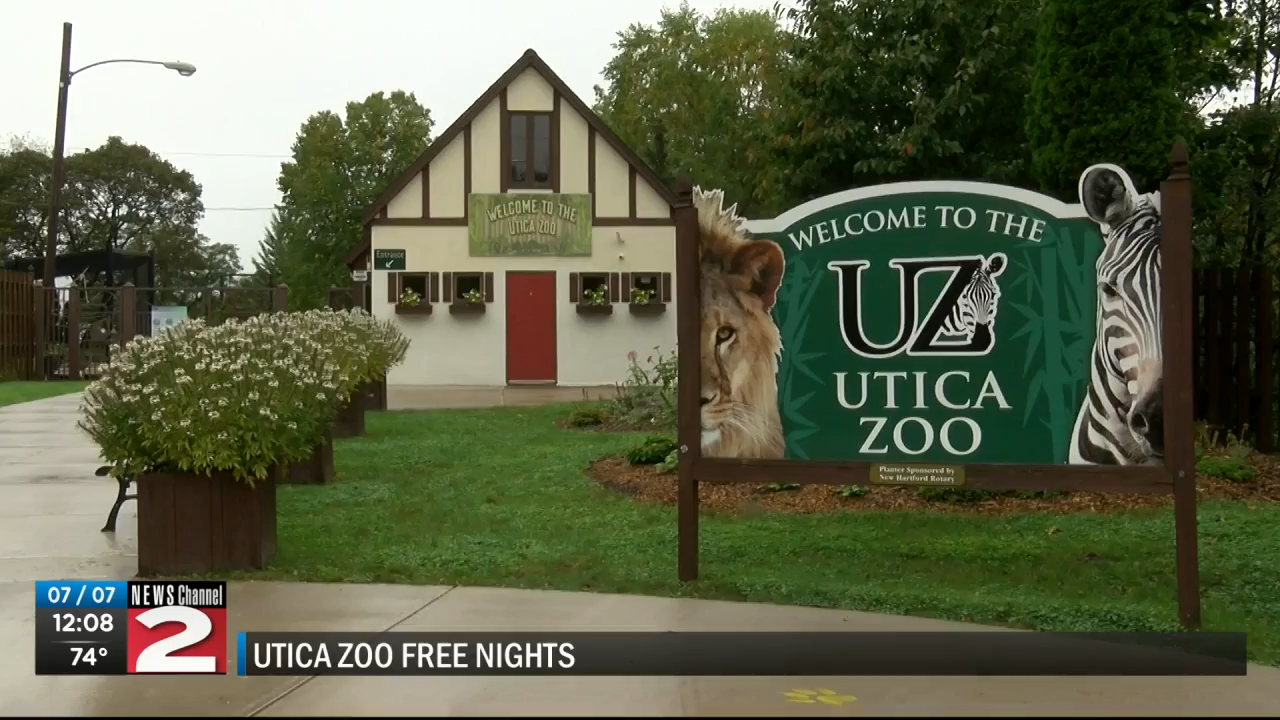 WELCOME TO THE
UTICA ZOO
Entrance
WELCOME TO THE
UZ
UTICA
ZOO
Planter Sponsored by
New Hartford Rotary
07 / 07
NEWS Channel
12:08
2
74°
UTICA ZOO FREE NIGHTS